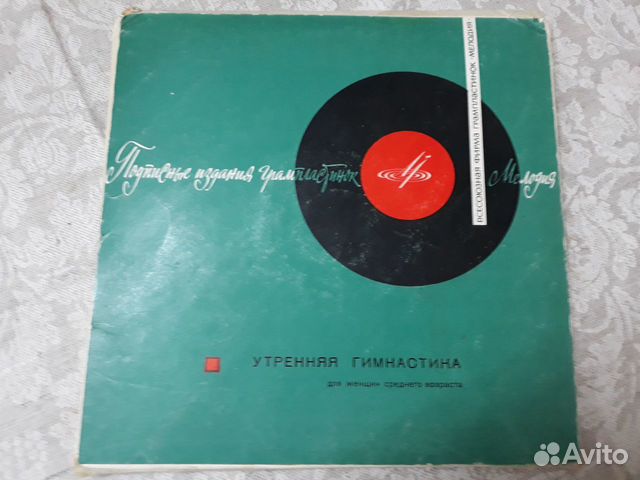 ВСЕСОЮЗНАЯ ФИРМА ГРАМПЛАСТИНОК «МЕЛОДИЯ»
Подписные издания грампластинок Мелодия
УТРЕННЯЯ ГИМНАСТИКА
для женщин среднего возраста
Avito